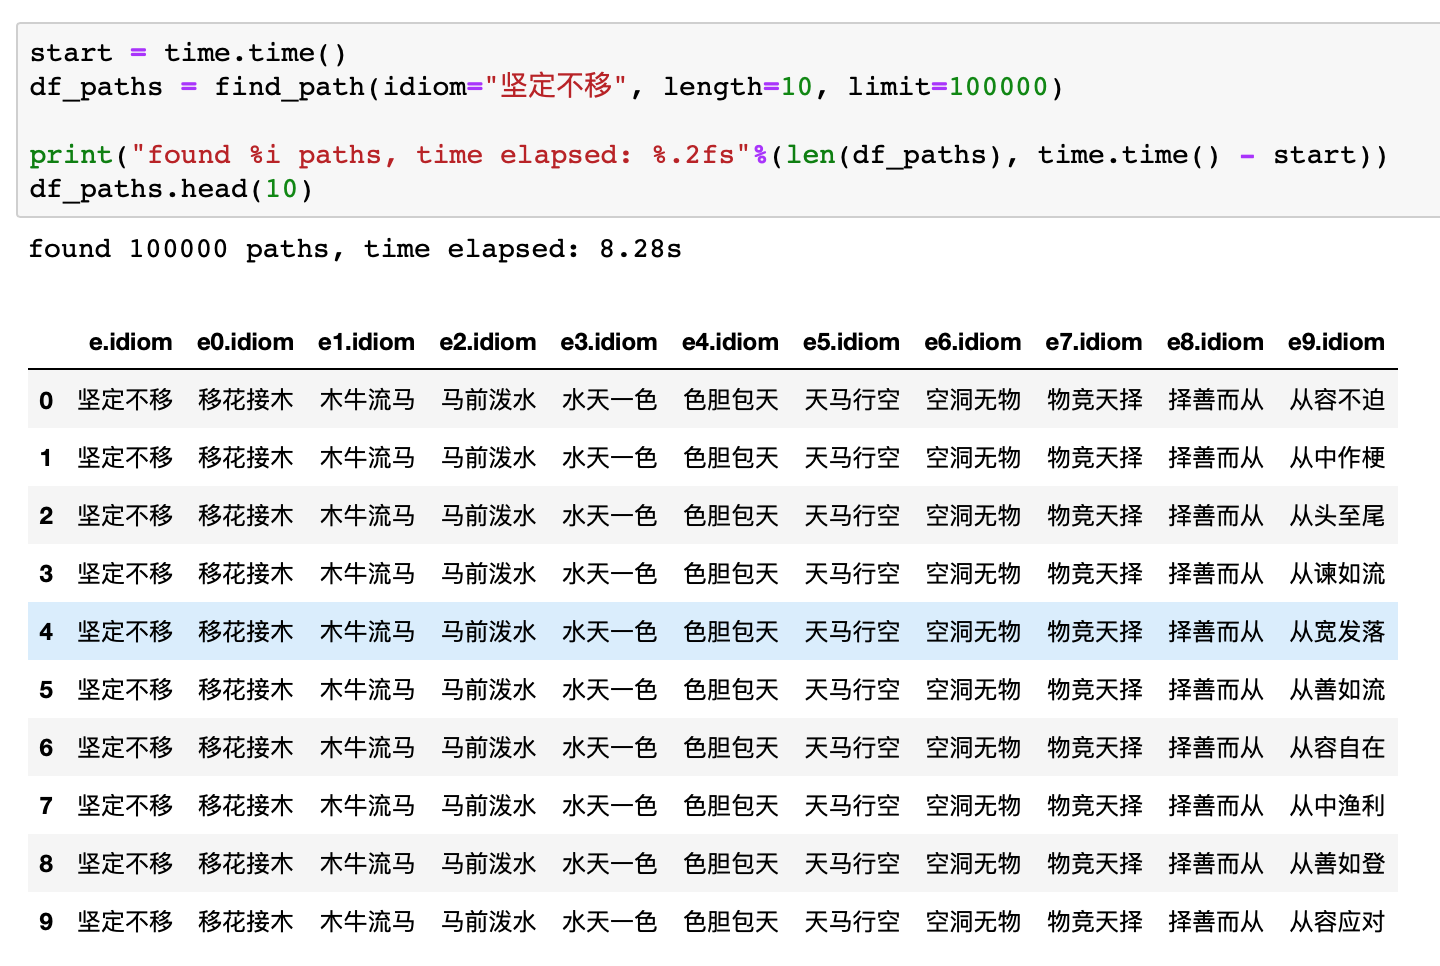 start = time.time()
df_paths = find_path(idiom="坚定不移", length=10, limit=100000)
print("found %i paths, time elapsed: %.2fs"%(len(df_paths), time.time() - start))
df_paths.head(10)
found 100000 paths, time elapsed: 8.28s
e.idiom e0.idiom e1.idiom e2.idiom e3.idiom e4.idiom e5.idiom e6.idiom e7.idiom e8.idiom e9.idiom
0 坚定不移 移花接木 木牛流马 马前泼水 水天一色 色胆包天 天马行空 空洞无物 物竞天择 择善而从 从容不迫
1 坚定不移 移花接木 木牛流马 马前泼水 水天一色 色胆包天 天马行空 空洞无物 物竞天择 择善而从 从中作梗
2 坚定不移 移花接木 木牛流马 马前泼水 水天一色 色胆包天 天马行空 空洞无物 物竞天择 择善而从 从头至尾
3 坚定不移 移花接木 木牛流马 马前泼水 水天一色 色胆包天 天马行空 空洞无物 物竞天择 择善而从 从谏如流
4 坚定不移 移花接木 木牛流马 马前泼水 水天一色 色胆包天 天马行空 空洞无物 物竞天择 择善而从 从宽发落
5 坚定不移 移花接木 木牛流马 马前泼水 水天一色 色胆包天 天马行空 空洞无物 物竞天择 择善而从 从善如流
6 坚定不移 移花接木 木牛流马 马前泼水 水天一色 色胆包天 天马行空 空洞无物 物竞天择 择善而从 从容自在
7 坚定不移 移花接木 木牛流马 马前泼水 水天一色 色胆包天 天马行空 空洞无物 物竞天择 择善而从 从中渔利
8 坚定不移 移花接木 木牛流马 马前泼水 水天一色 色胆包天 天马行空 空洞无物 物竞天择 择善而从 从善如登
9 坚定不移 移花接木 木牛流马 马前泼水 水天一色 色胆包天 天马行空 空洞无物 物竞天择 择善而从 从容应对